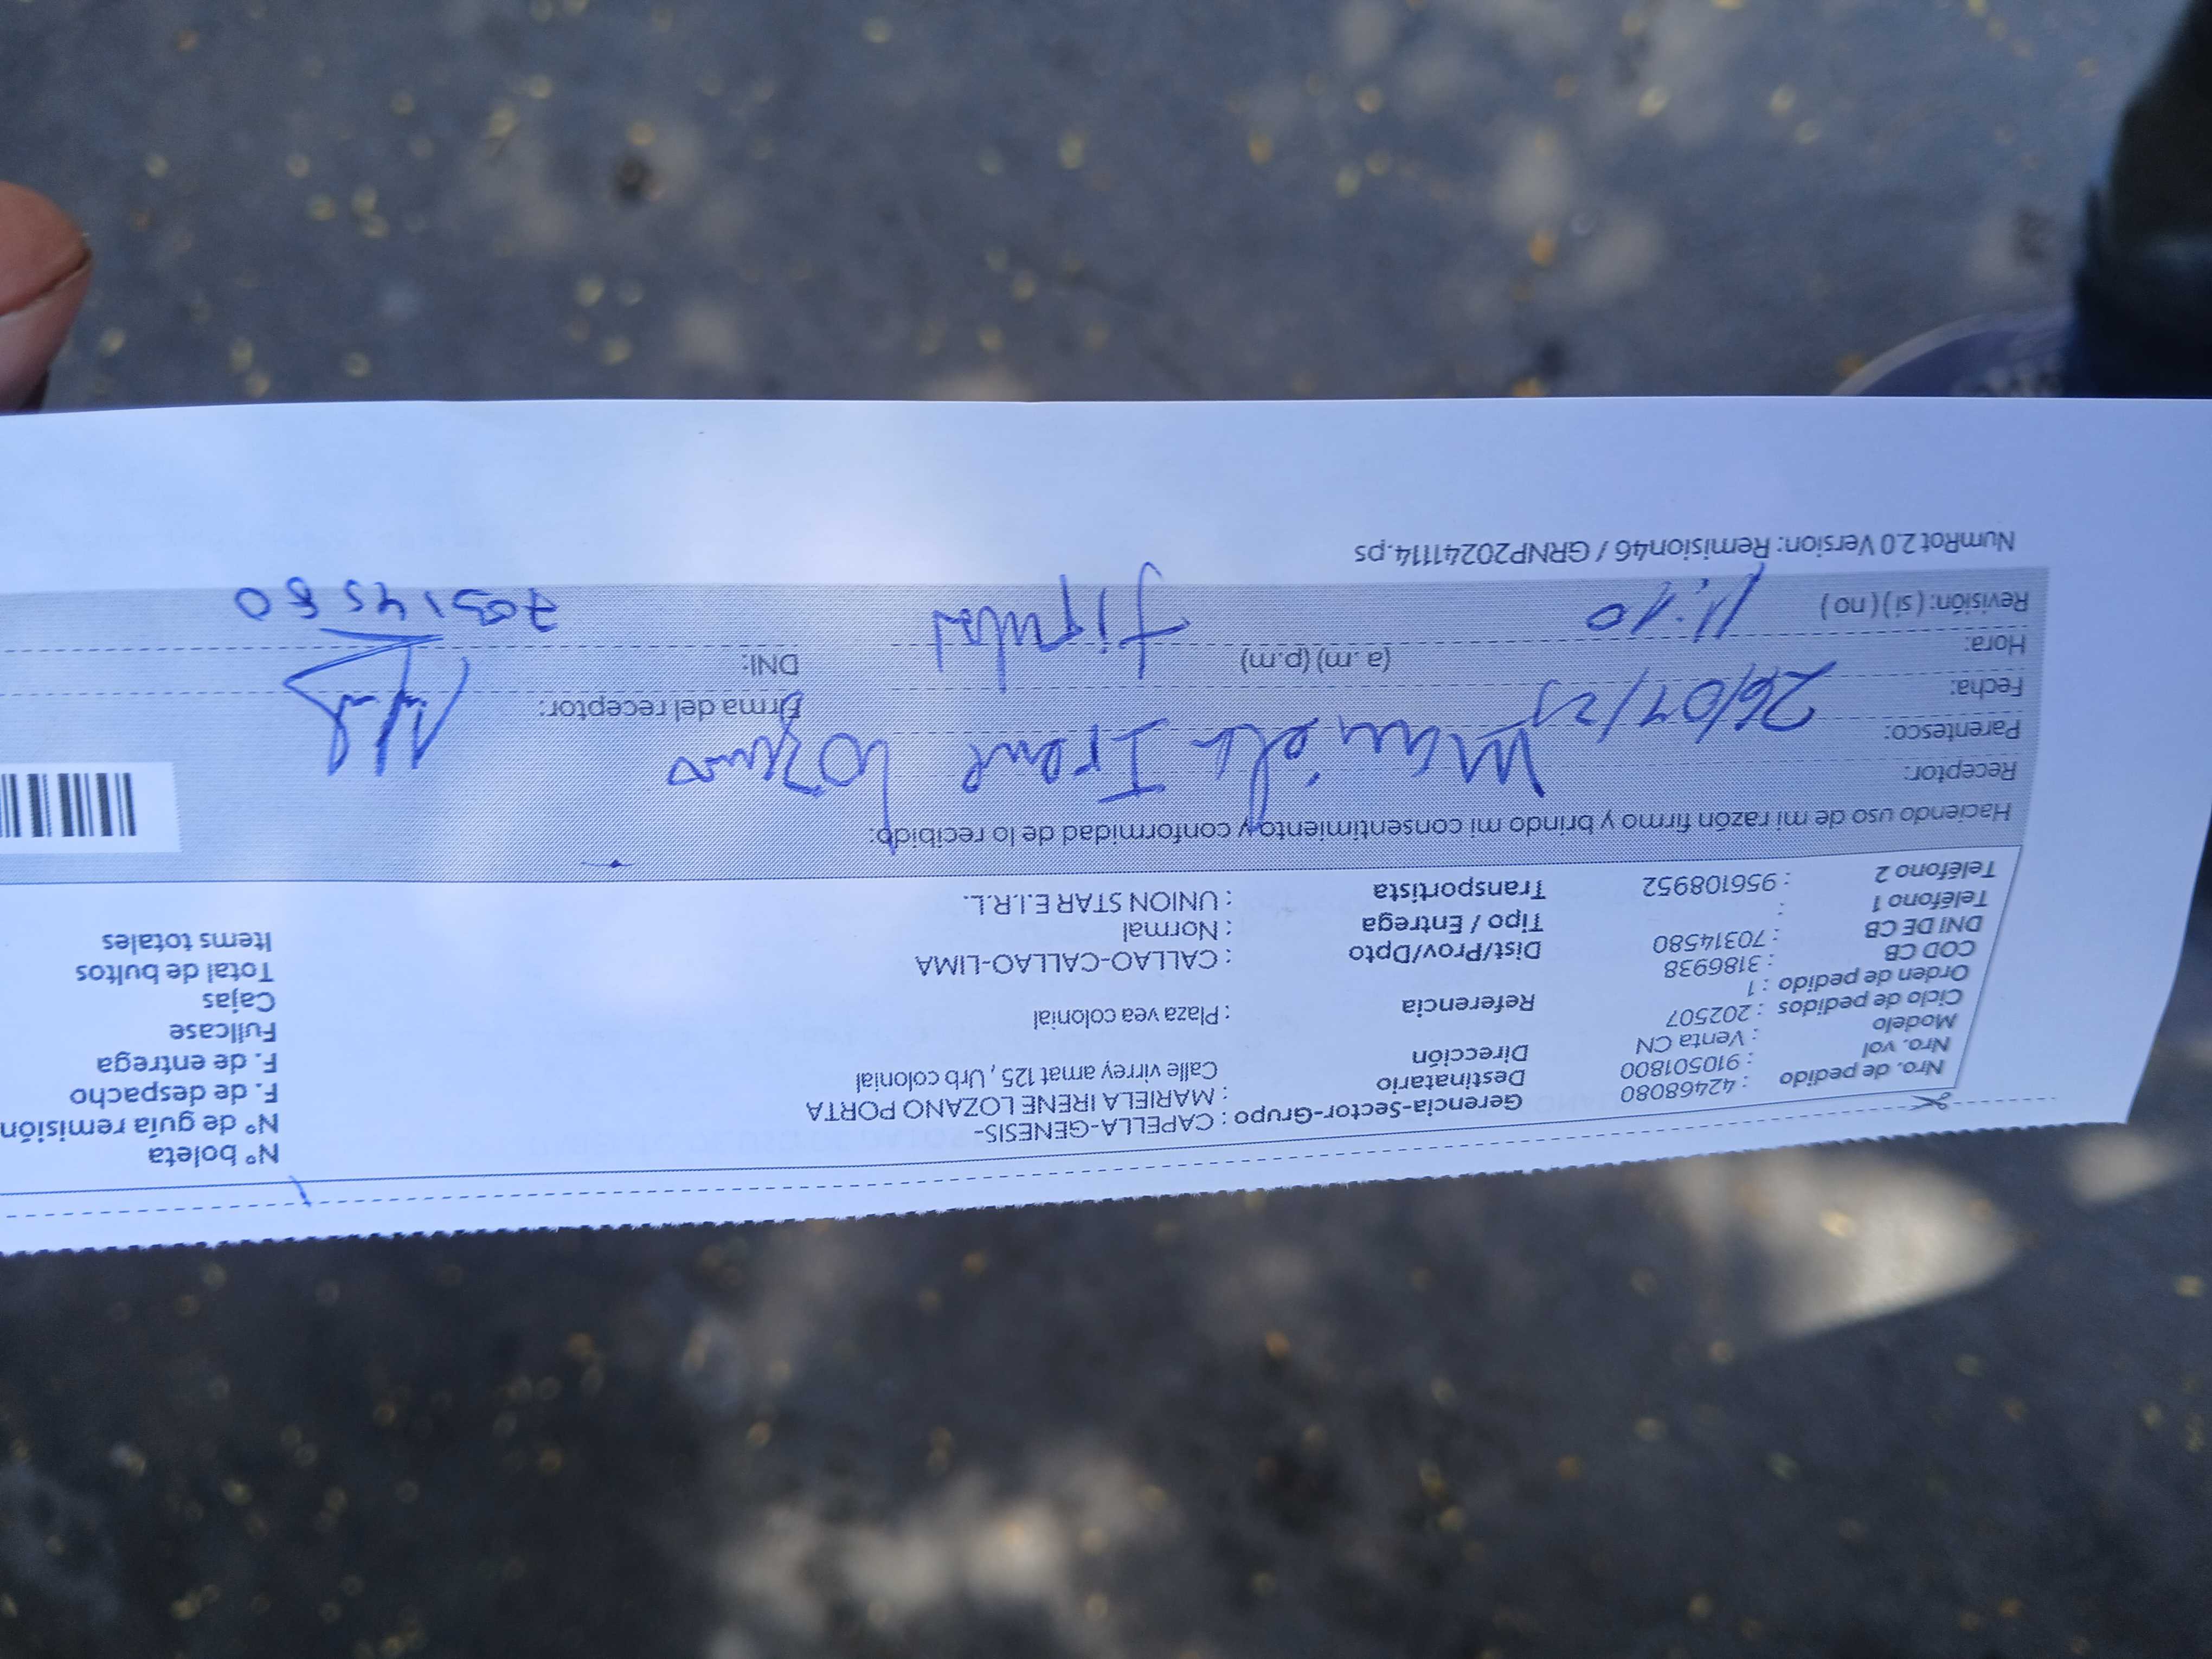 Nº boleta
Nº de guía remisión
F. de despacho
F. de entrega
Fullcase
Cajas
Total de bultos
Items totales
Nro. de pedido : 42468080
Nro. vol : 910501800
Modelo : Venta CN
Ciclo de pedidos : 202507
Orden de pedido : 1
COD CB : 3186938
DNI DE CB : 70314580
Teléfono 1 :
Teléfono 2 : 956108952
Gerencia-Sector-Grupo : CAPELLA-GENESIS-
Destinatario : MARIELA IRENE LOZANO PORTA
Dirección Calle virrey amat 125 , Urb colonial
Referencia : Plaza vea colonial
Dist/Prov/Dpto : CALLAO-CALLAO-LIMA
Tipo / Entrega : Normal
Transportista : UNION STAR E.I.R.L.
Haciendo uso de mi razón firmo y brindo mi consentimiento y conformidad de lo recibido.
Receptor: Mariela Irene Lozano
Parentesco:
Fecha: 26/07/25
Hora: 11:10 (a.m) (p.m) titular
Revisión: ( si ) ( no )
Firma del receptor:
DNI: 70314580
NumRot 2.0 Version: Remision46 / GRNP20241114.ps